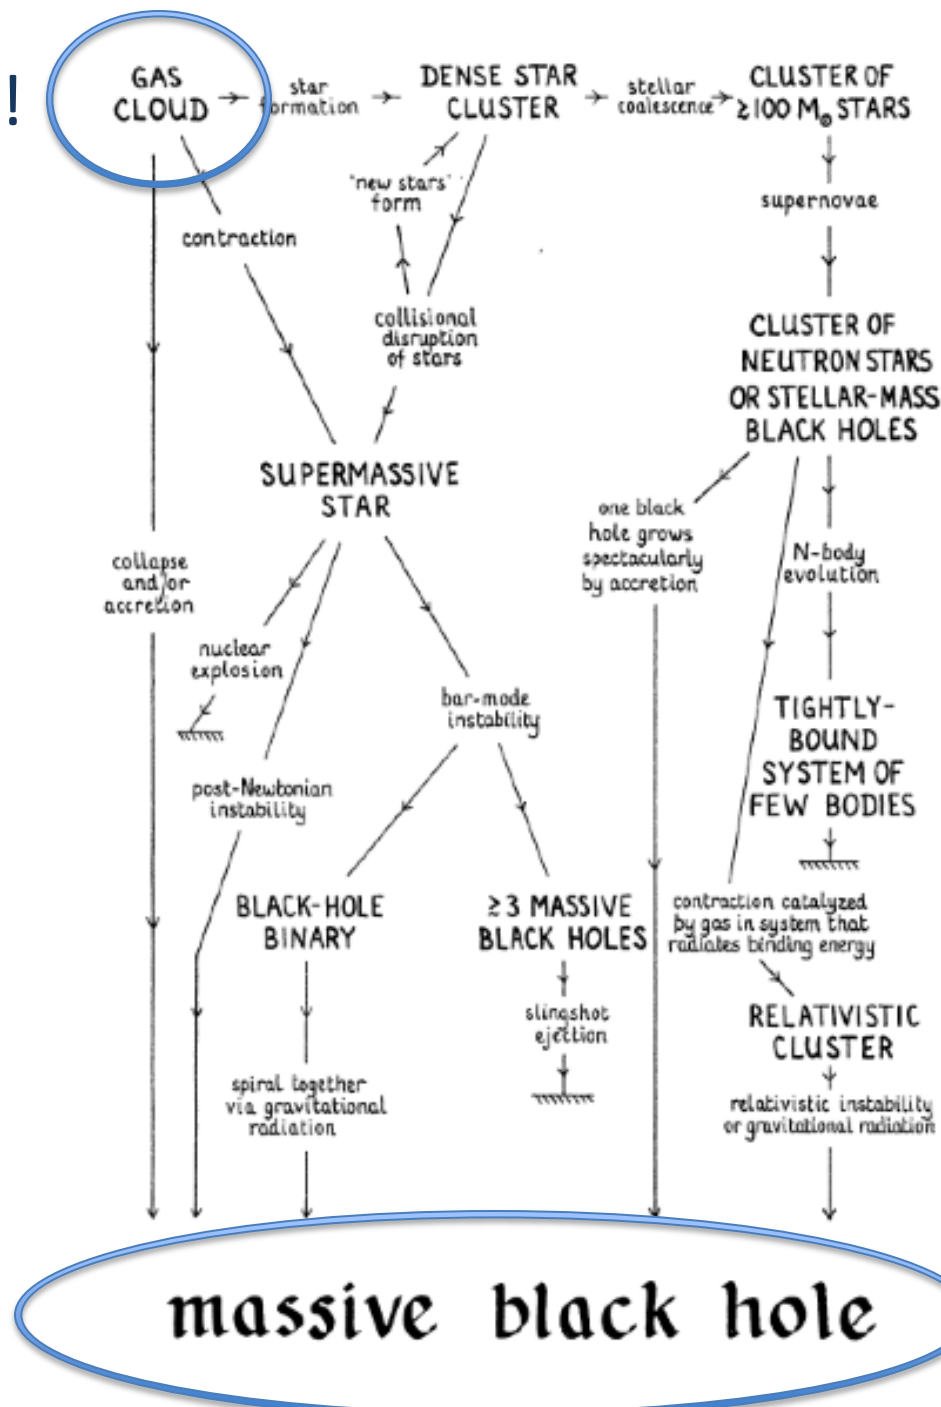 !
GAS
CLOUD
star
formation
DENSE STAR
CLUSTER
stellar
coalescence
CLUSTER OF
≥100 M⊙ STARS
'new stars'
form
supernovae
contraction
collisional
disruption
of stars
CLUSTER OF
NEUTRON STARS
OR STELLAR-MASS
BLACK HOLES
SUPERMASSIVE
STAR
one black
hole grows
spectacularly
by accretion
N-body
evolution
collapse
and/or
accretion
nuclear
explosion
bar-mode
instability
TIGHTLY-
BOUND
SYSTEM OF
FEW BODIES
post-Newtonian
instability
BLACK-HOLE
BINARY
≥3 MASSIVE
BLACK HOLES
contraction catalyzed
by gas in system that
radiates binding energy
slingshot
ejection
RELATIVISTIC
CLUSTER
spiral together
via gravitational
radiation
relativistic instability
or gravitational radiation
massive black hole